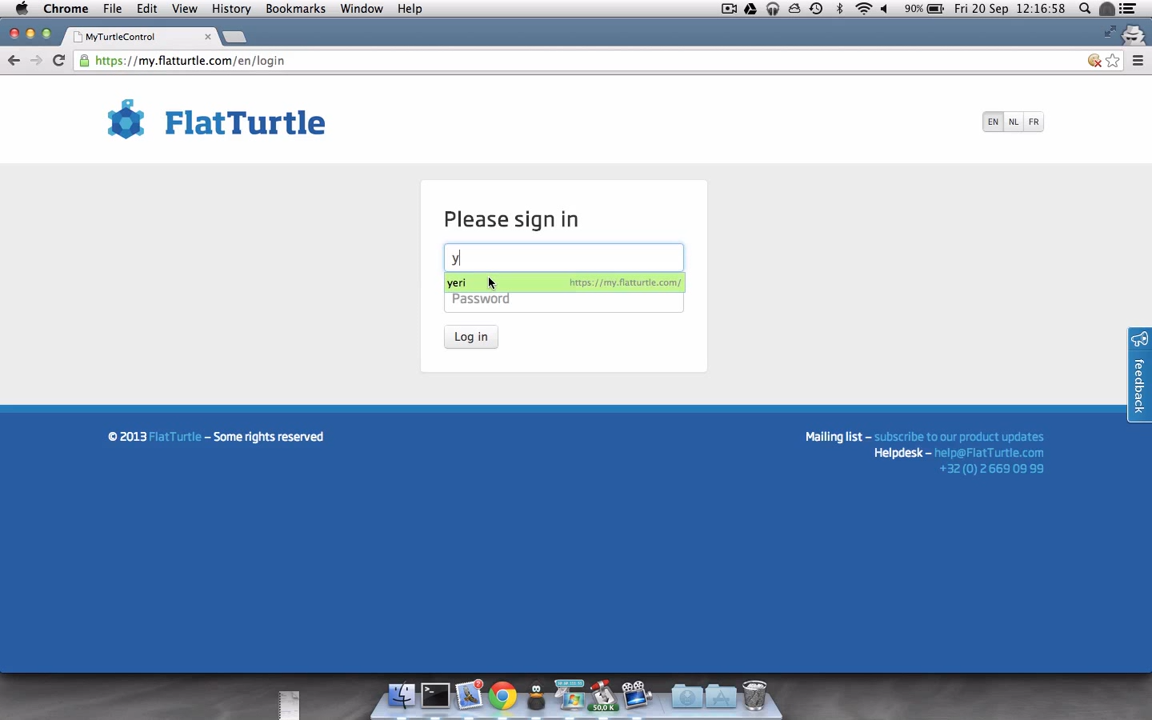 Chrome File Edit View History Bookmarks Window Help 90% Fri 20 Sep 12:16:58
MyTurtleControl
https://my.flatturtle.com/en/login
FlatTurtle
EN NL FR
Please sign in
y
yeri https://my.flatturtle.com/
Password
Log in
feedback
© 2013 FlatTurtle – Some rights reserved
Mailing list – subscribe to our product updates
Helpdesk – help@FlatTurtle.com
+32 (0) 2 669 09 99
50,0 K